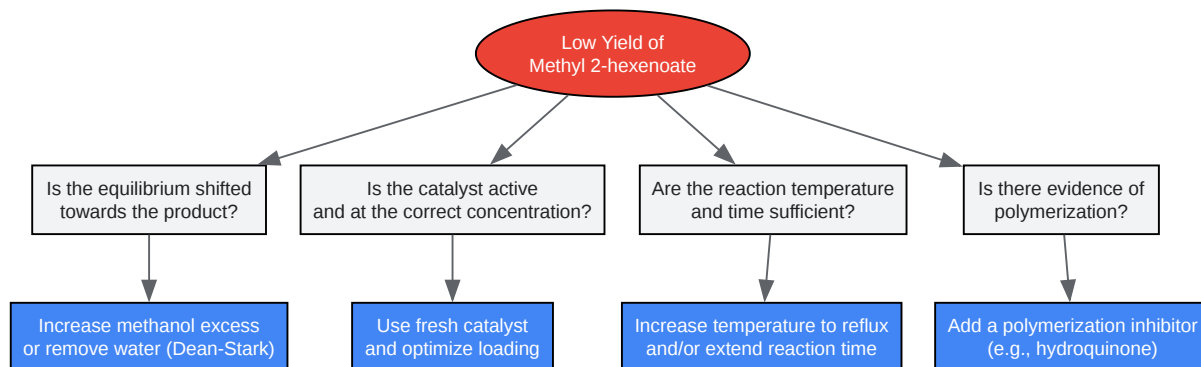 Low Yield of
Methyl 2-hexenoate
Is the equilibrium shifted
towards the product?
Is the catalyst active
and at the correct concentration?
Are the reaction temperature
and time sufficient?
Is there evidence of
polymerization?
Increase methanol excess
or remove water (Dean-Stark)
Use fresh catalyst
and optimize loading
Increase temperature to reflux
and/or extend reaction time
Add a polymerization inhibitor
(e.g., hydroquinone)